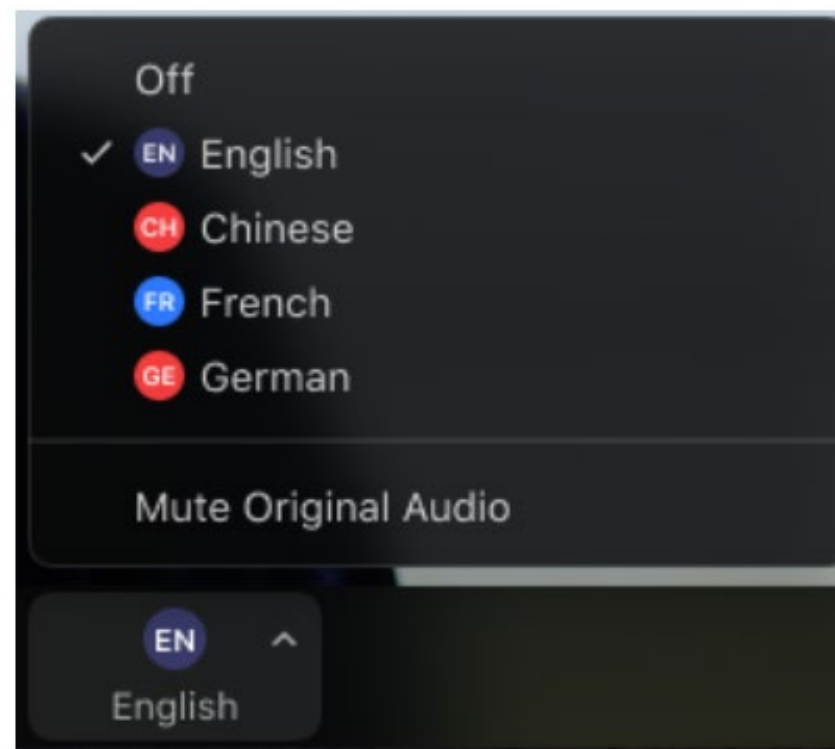 Off
EN English
CH Chinese
FR French
GE German
Mute Original Audio
EN
English